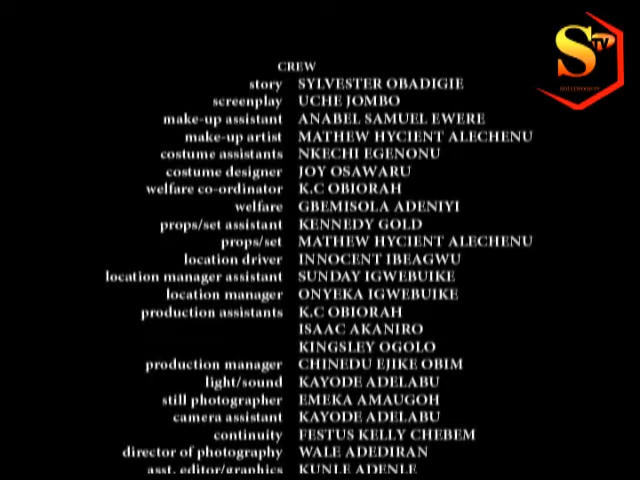 S TV
CREW
story SYLVESTER OBADIGIE
screenplay UCHE JOMBO
make-up assistant ANABEL SAMUEL EWERE
make-up artist MATHEW HYCIENT ALECHENU
costume assistants NKECHI EGENONU
costume designer JOY OSAWARU
welfare co-ordinator K.C OBIORAH
welfare GBEMISOLA ADENIYI
props/set assistant KENNEDY GOLD
props/set MATHEW HYCIENT ALECHENU
location driver INNOCENT IBEAGWU
location manager assistant SUNDAY IGWEBUIKE
location manager ONYEKA IGWEBUIKE
production assistants K.C OBIORAH
ISAAC AKANIRO
KINGSLEY OGOLO
production manager CHINEDU EJIKE OBIM
light/sound KAYODE ADELABU
still photographer EMEKA AMAUGOH
camera assistant KAYODE ADELABU
continuity FESTUS KELLY CHEBEM
director of photography WALE ADEDIRAN
asst. editor/graphics KUNLE ADENLE